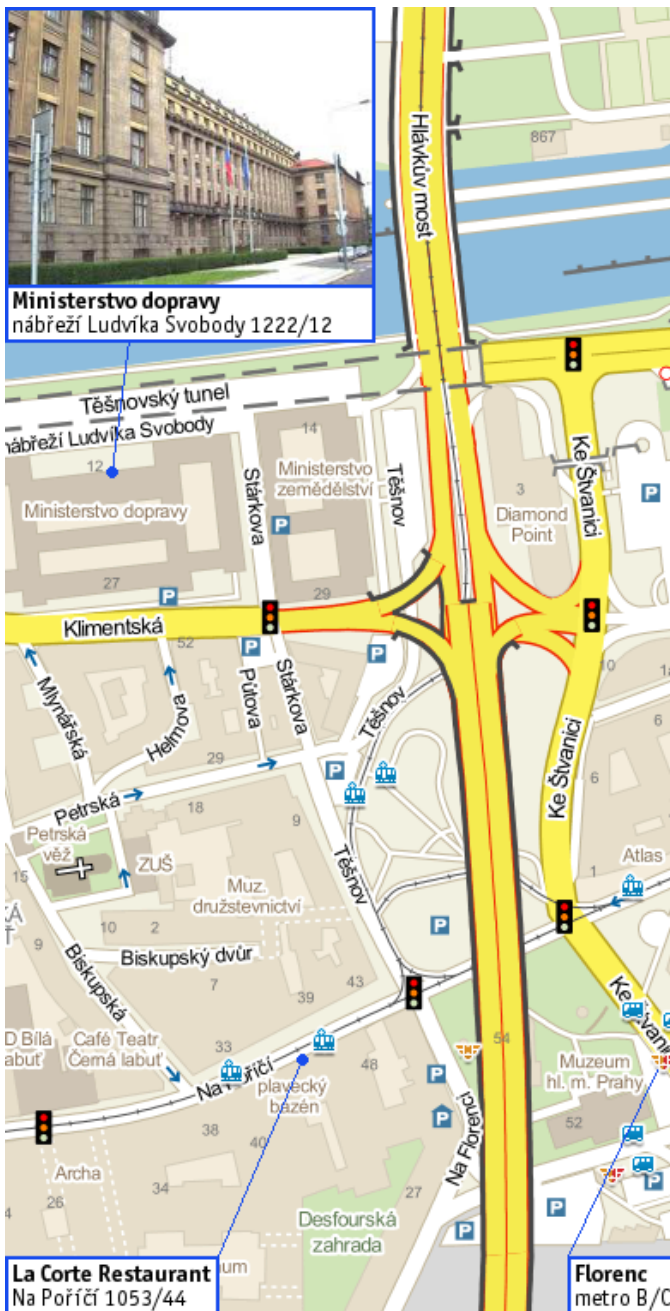 Ministerstvo dopravy
nábřeží Ludvíka Svobody 1222/12
Hlávkův most
867
Těšnovský tunel
nábřeží Ludvíka Svobody
12
14
Ministerstvo dopravy
Ministerstvo
zemědělství
Stárkova
Těšnov
P
3
Diamond
Point
Ke Štvanici
P
27
P
29
Klimentská
52
P
Půtova
Stárkova
P
Těšnov
10
Mlynářská
Helmova
29
6
Ke Štvanici
6
Petrská
18
9
P
Petrská
věž
ZUŠ
Těšnov
1
Atlas
15
Muz.
družstevnictví
10
2
P
9
Biskupský dvůr
Biskupská
7
43
39
Ke Štvanici
D Bílá
labuť
Café Teatr
Černá labuť
33
Na Poříčí
plavecký
bazén
48
54
P
Muzeum
hl. m. Prahy
38
40
P
Na Florenci
52
Archa
26
34
27
P
Desfourská
zahrada
P
P
4
La Corte Restaurant
Na Poříčí 1053/44
um
Florenc
metro B/C